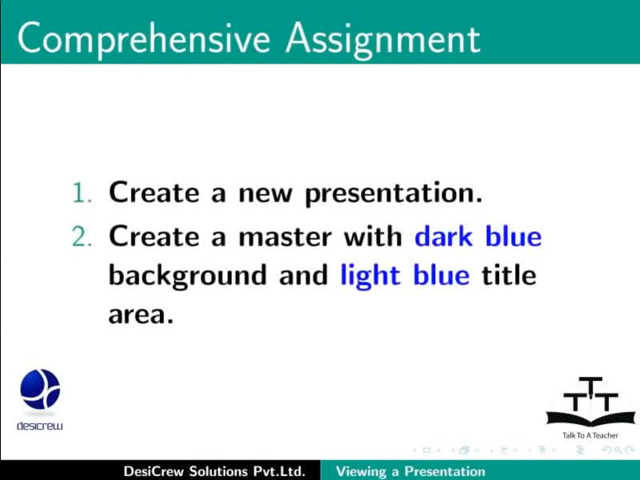 Comprehensive Assignment
1. Create a new presentation.
2. Create a master with dark blue
background and light blue title
area.
desicrew
TTT
Talk To A Teacher
DesiCrew Solutions Pvt.Ltd.
Viewing a Presentation